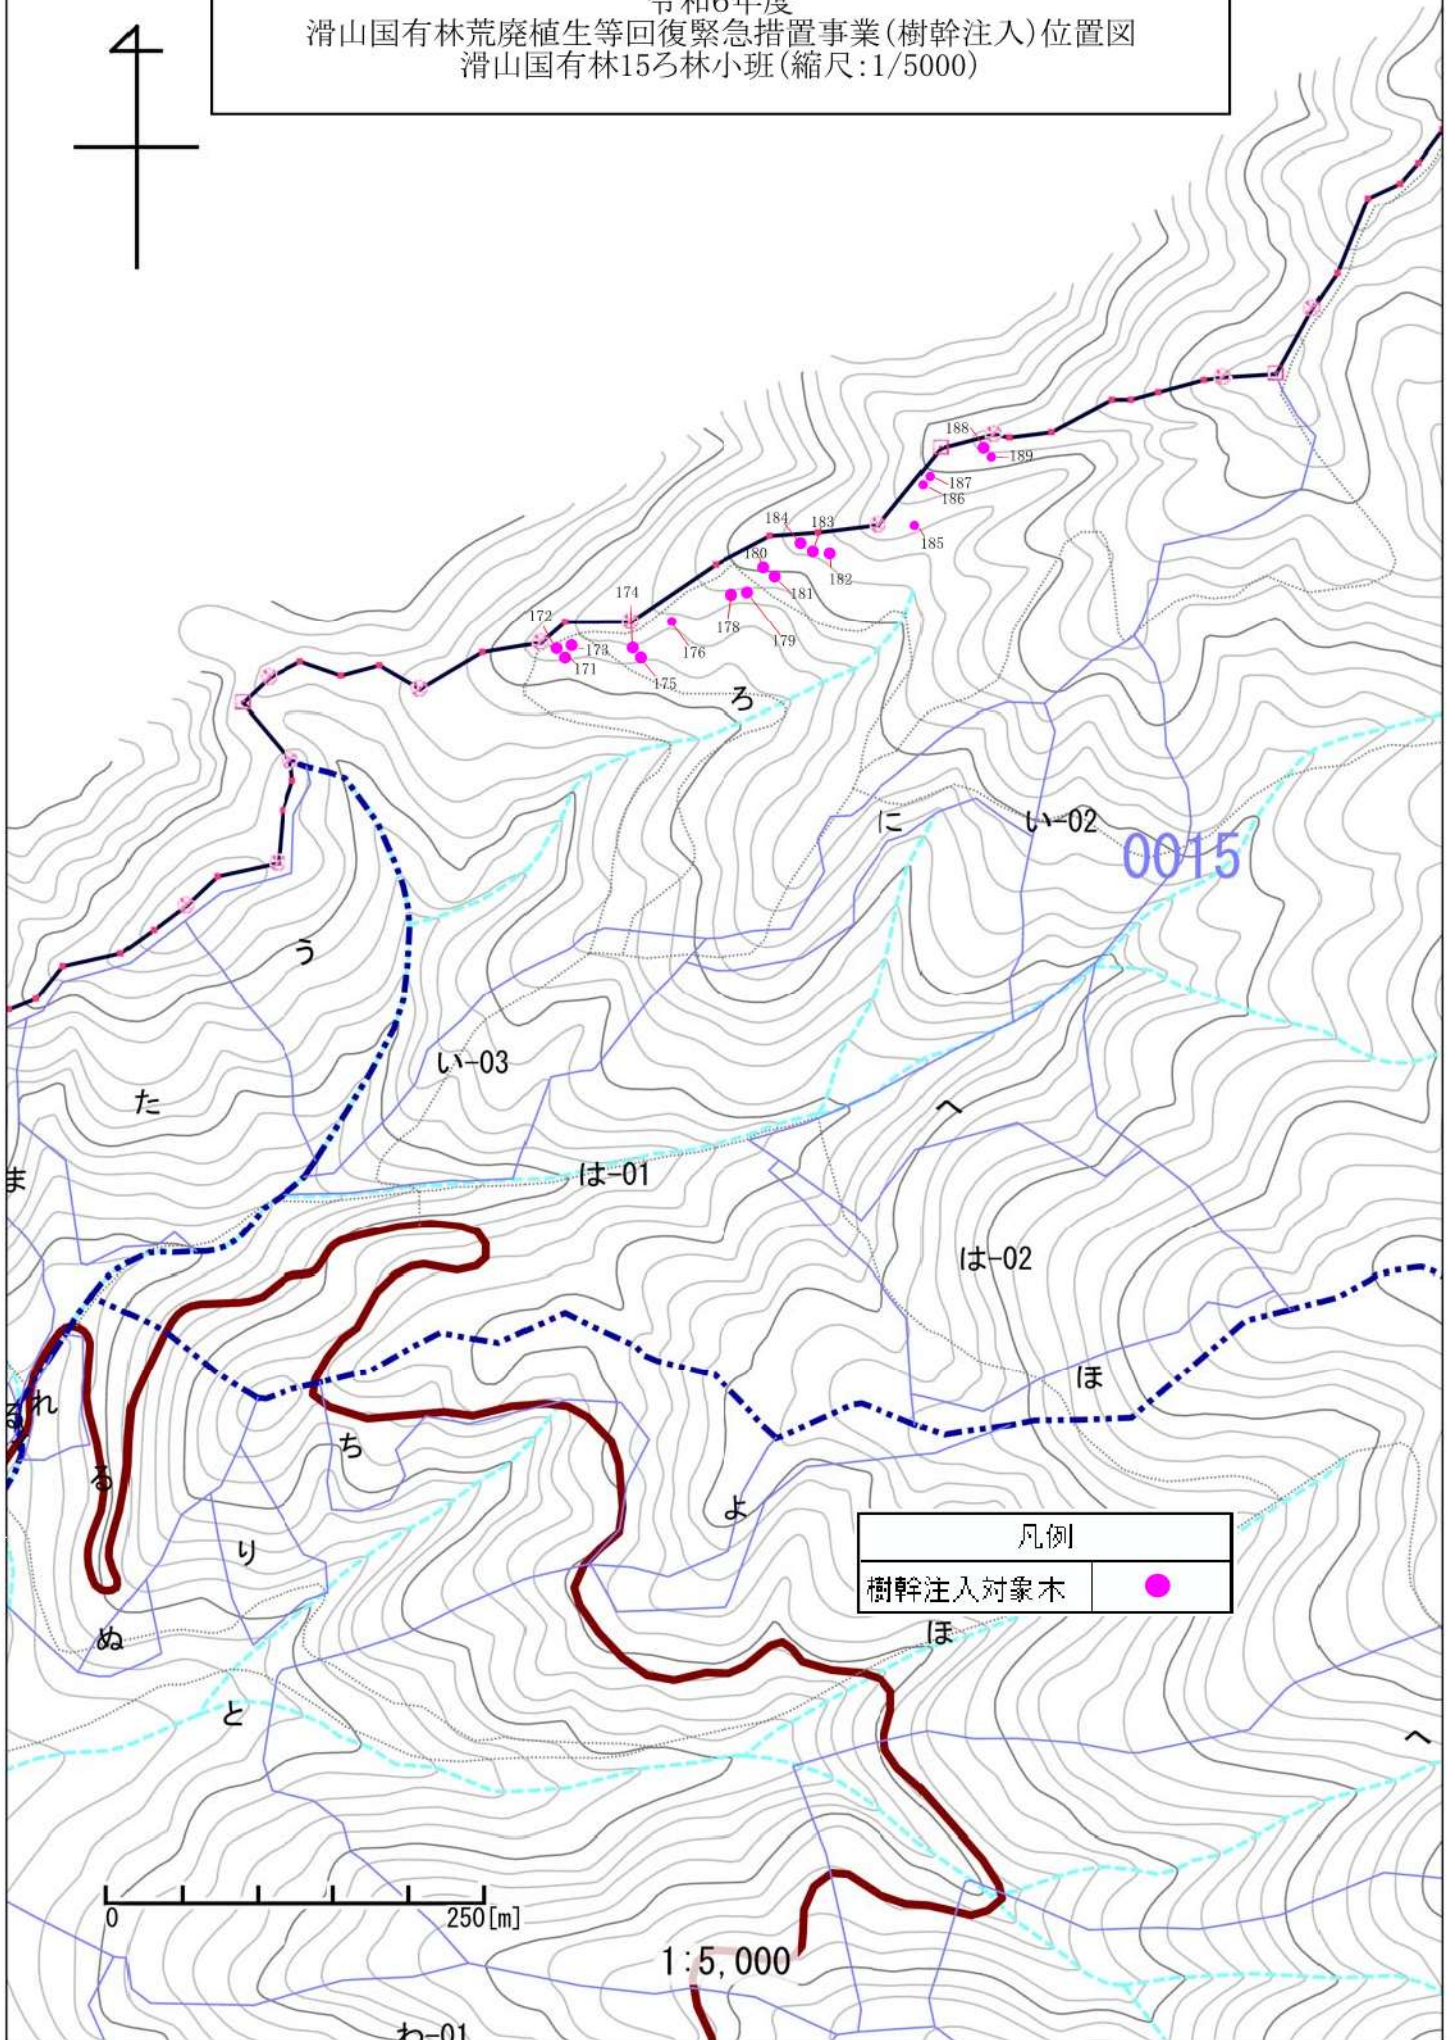 令和6年度
滑山国有林荒廃植生等回復緊急措置事業(樹幹注入)位置図
滑山国有林15ろ林小班(縮尺:1/5000)
188
189
187
186
184
183
185
180
182
181
174
172
178
179
173
176
171
175
ろ
に
い-02
0015
う
い-03
た
へ
ま
は-01
は-02
ほ
れ
ち
る
よ
凡例
り
樹幹注入対象木
ぬ
ほ
と
へ
0
250[m]
1:5,000
わ-01